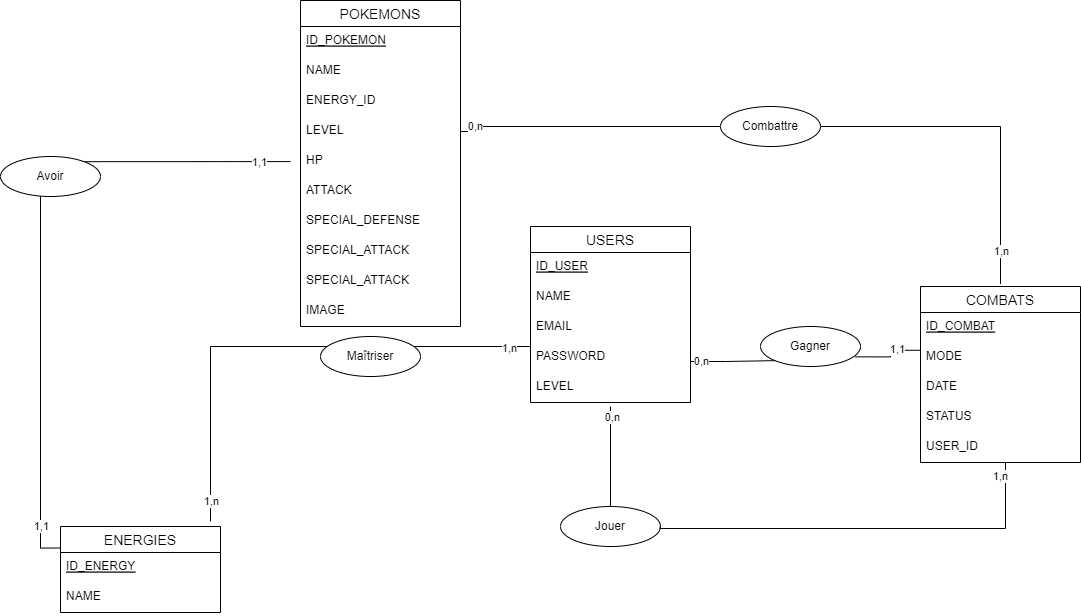 POKEMONS
ID_POKEMON
NAME
ENERGY_ID
LEVEL
HP
ATTACK
SPECIAL_DEFENSE
SPECIAL_ATTACK
SPECIAL_ATTACK
IMAGE
0,n
Combattre
1,n
Avoir
1,1
1,1
USERS
ID_USER
NAME
EMAIL
PASSWORD
LEVEL
COMBATS
ID_COMBAT
MODE
DATE
STATUS
USER_ID
Maîtriser
1,n
1,n
0,n
Gagner
1,1
0,n
Jouer
1,n
ENERGIES
ID_ENERGY
NAME